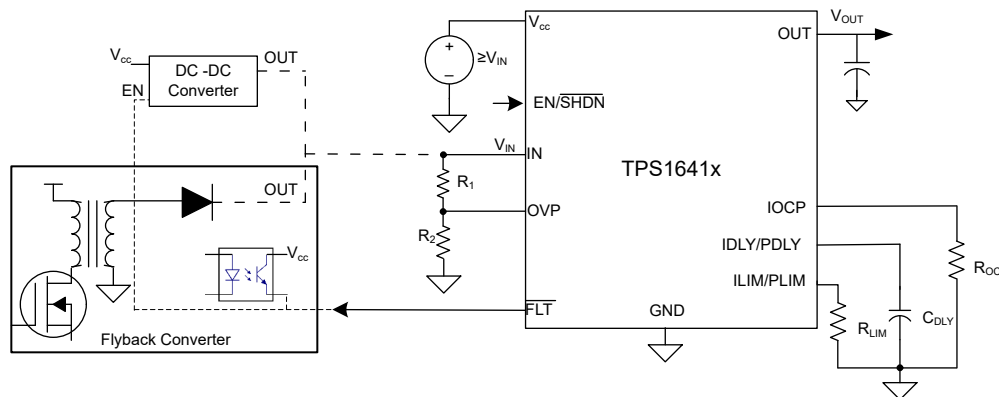 Vcc
DC -DC
Converter
EN
OUT
OUT
Vcc
Flyback Converter
+
≥VIN
–
VIN
R1
R2
Vcc
EN/SHDN
IN
OVP
FLT
TPS1641x
GND
OUT
IOCP
IDLY/PDLY
ILIM/PLIM
VOUT
RLIM
CDLY